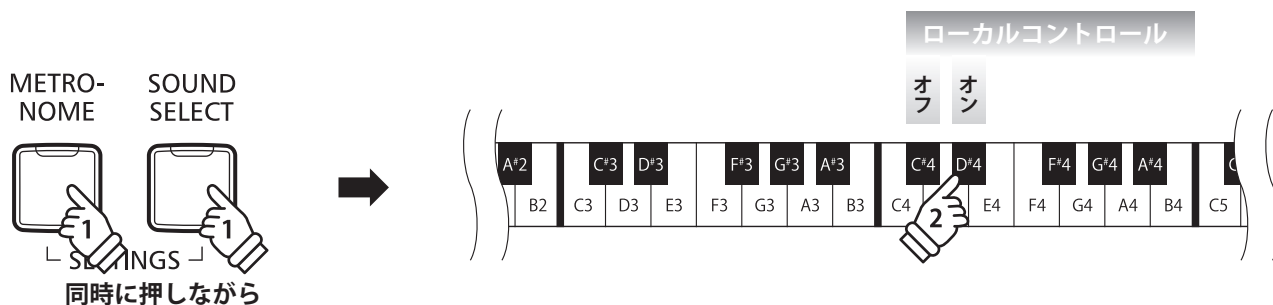 ローカルコントロール
オフ
オン
METRO-
NOME
SOUND
SELECT
A#2 C#3 D#3 F#3 G#3 A#3 C#4 D#4 F#4 G#4 A#4
B2 C3 D3 E3 F3 G3 A3 B3 C4 E4 F4 G4 A4 B4 C5
1
1
2
SETTINGS
同時に押しながら